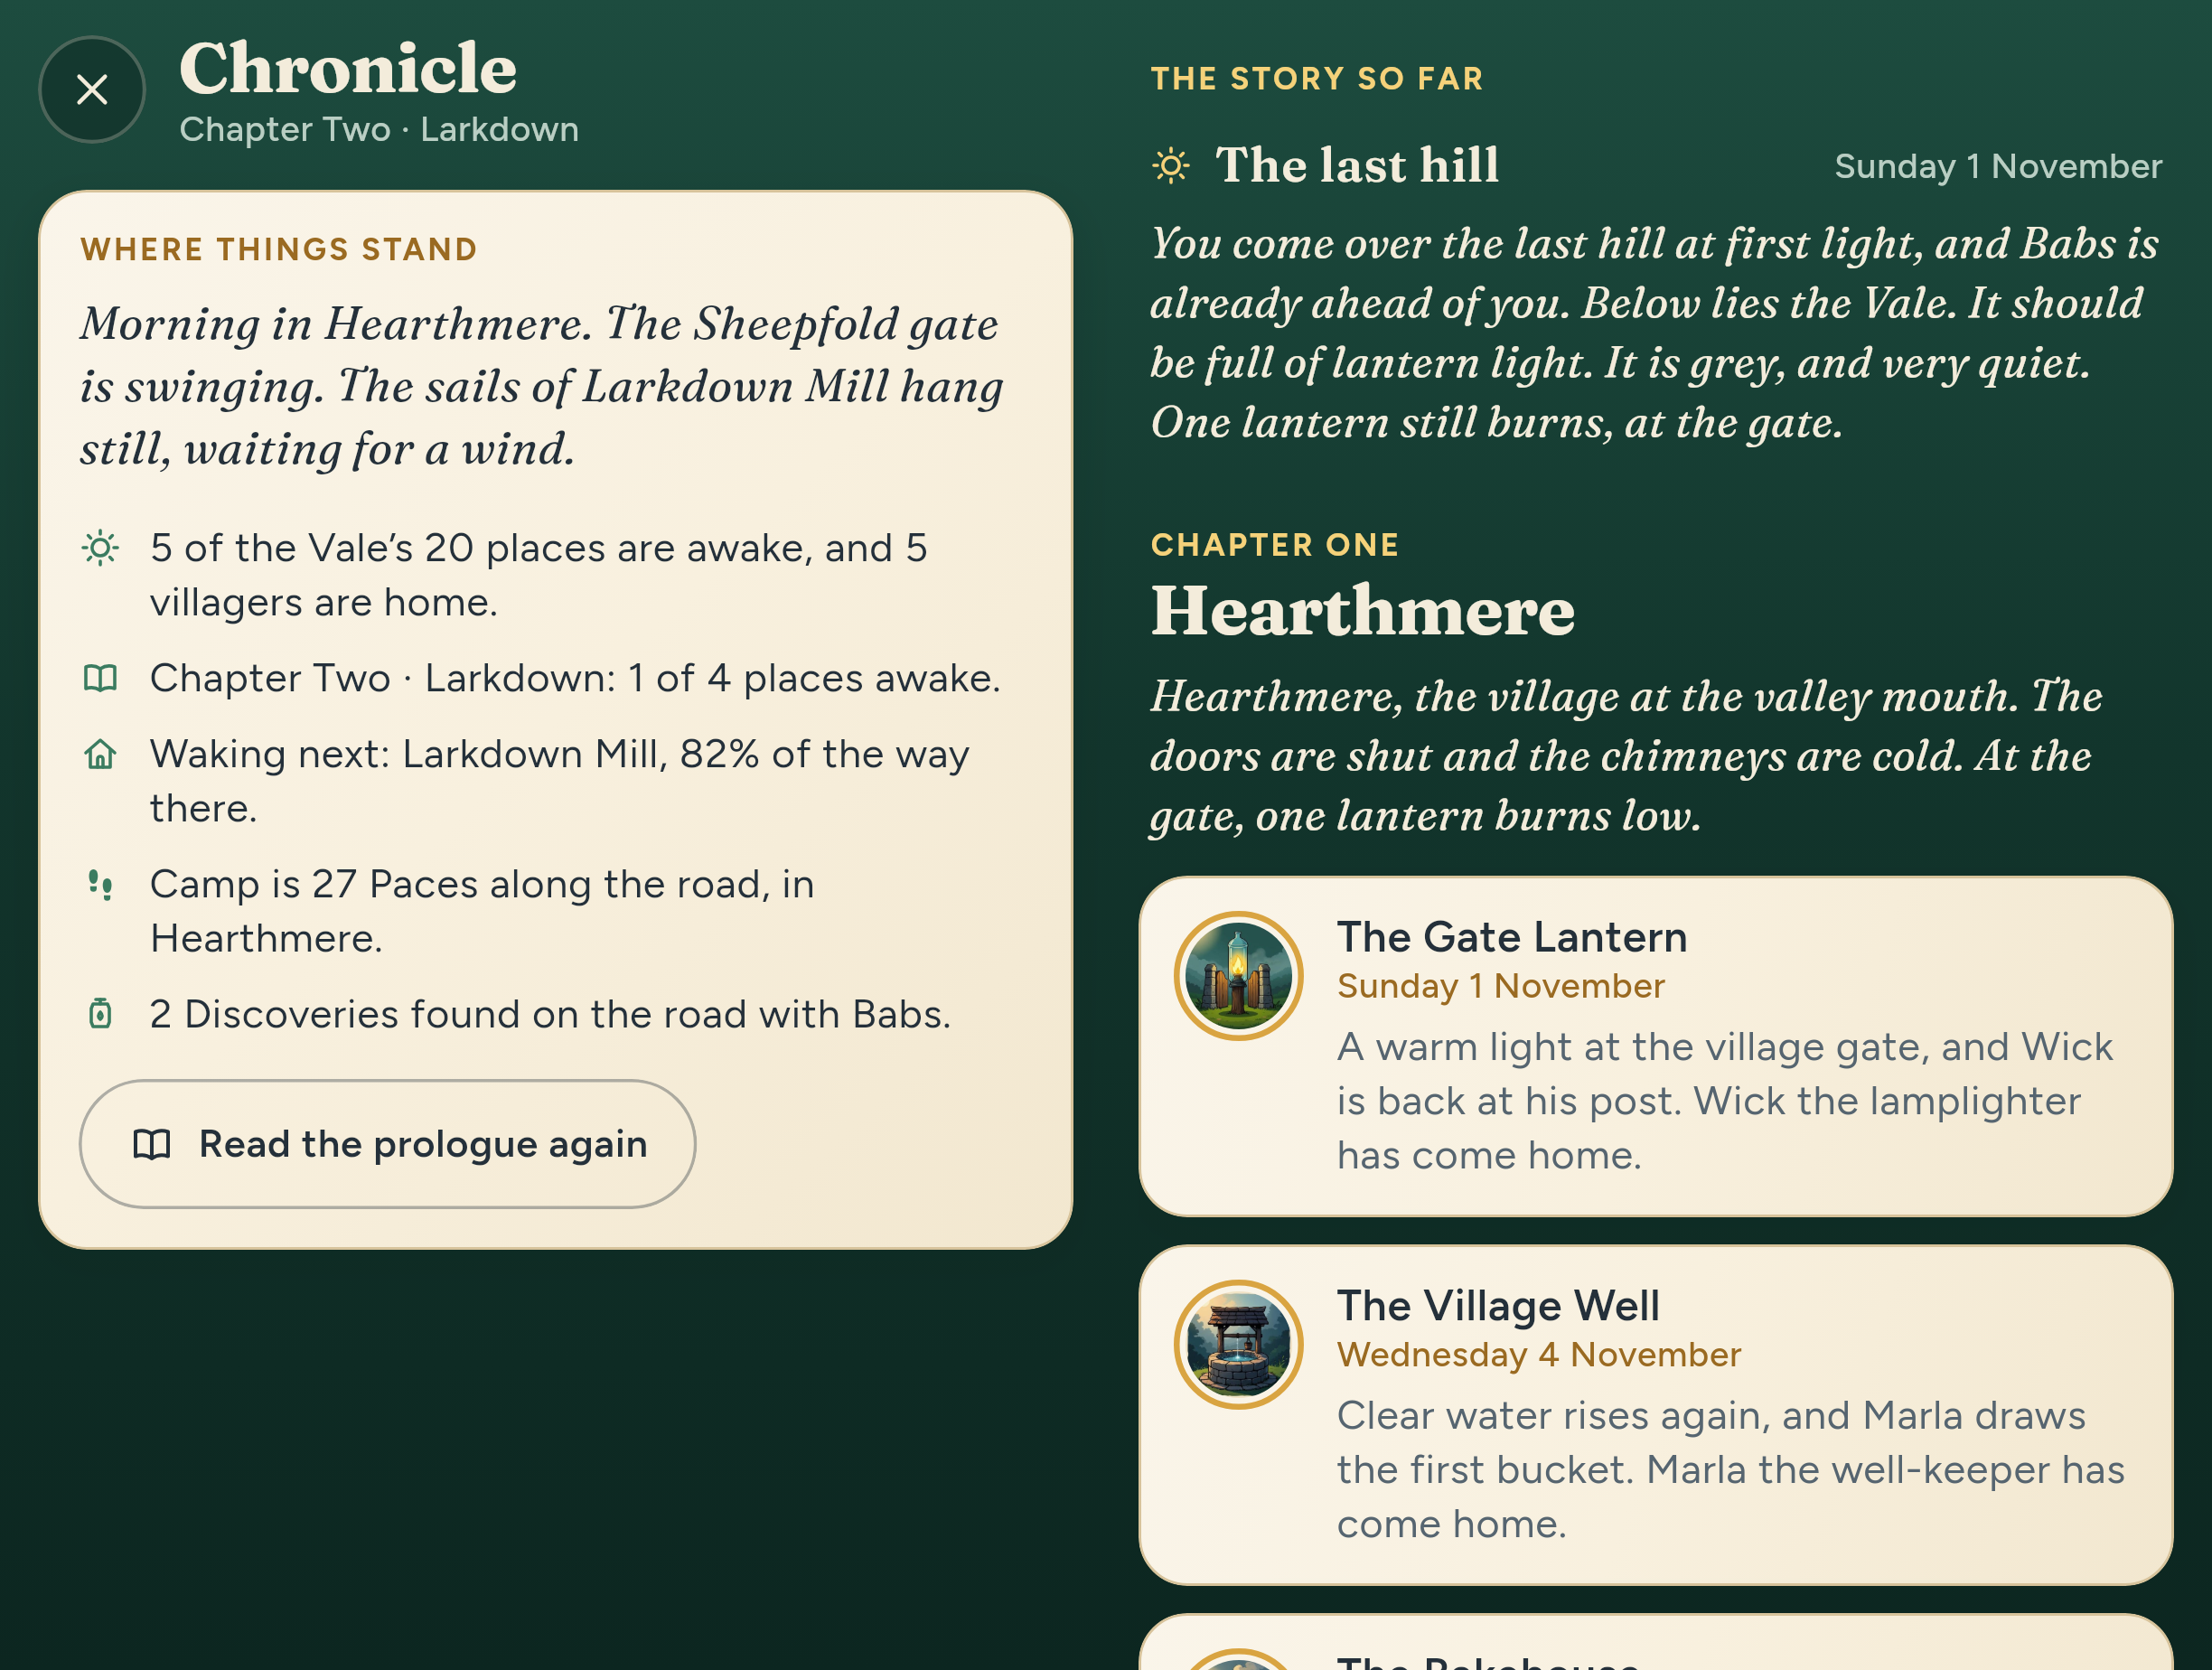 Chronicle
Chapter Two · Larkdown
WHERE THINGS STAND
Morning in Hearthmere. The Sheepfold gate
is swinging. The sails of Larkdown Mill hang
still, waiting for a wind.
5 of the Vale’s 20 places are awake, and 5
villagers are home.
Chapter Two · Larkdown: 1 of 4 places awake.
Waking next: Larkdown Mill, 82% of the way
there.
Camp is 27 Paces along the road, in
Hearthmere.
2 Discoveries found on the road with Babs.
Read the prologue again
THE STORY SO FAR
The last hill
Sunday 1 November
You come over the last hill at first light, and Babs is
already ahead of you. Below lies the Vale. It should
be full of lantern light. It is grey, and very quiet.
One lantern still burns, at the gate.
CHAPTER ONE
Hearthmere
Hearthmere, the village at the valley mouth. The
doors are shut and the chimneys are cold. At the
gate, one lantern burns low.
The Gate Lantern
Sunday 1 November
A warm light at the village gate, and Wick
is back at his post. Wick the lamplighter
has come home.
The Village Well
Wednesday 4 November
Clear water rises again, and Marla draws
the first bucket. Marla the well-keeper has
come home.
The Bakehouse